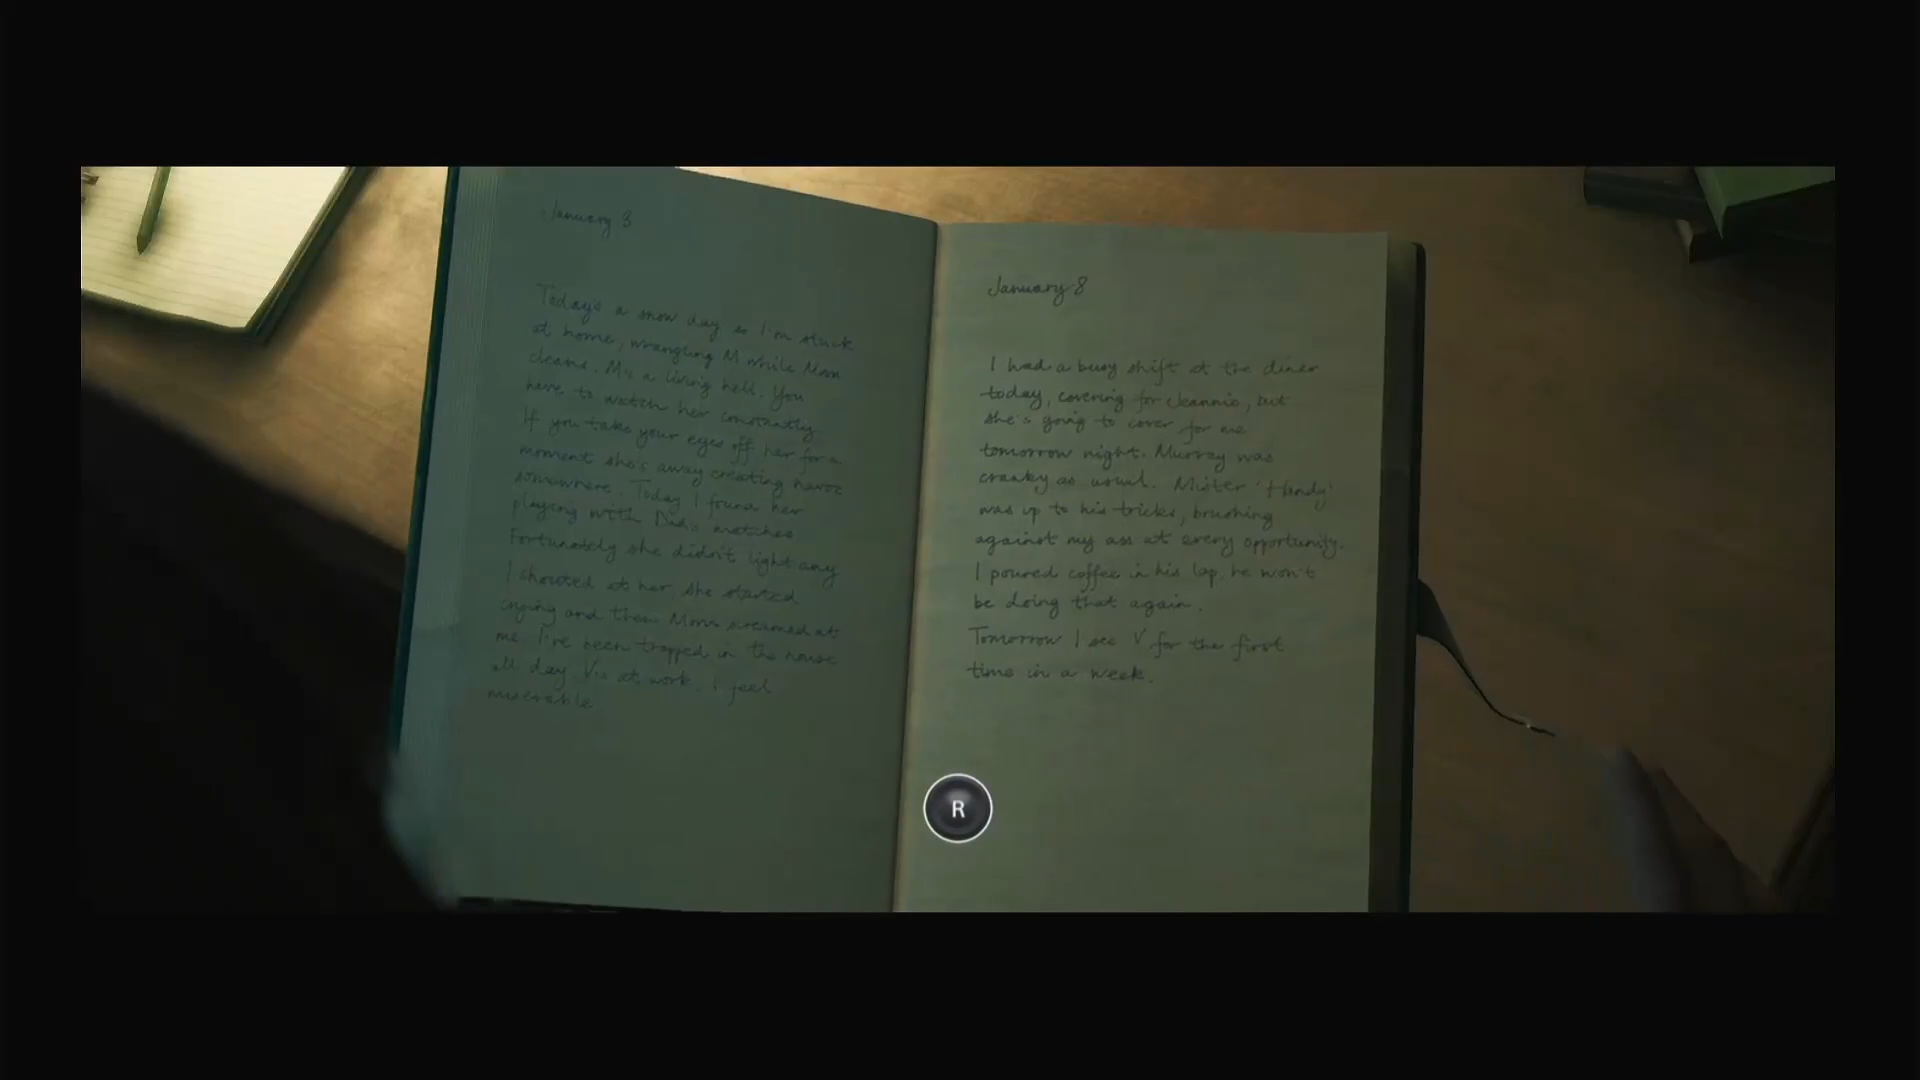 January 3
Today's a snow day so I'm stuck
at home, wrangling M while Mom
cleans. M is a living hell. You
have to watch her constantly.
If you take your eyes off her for a
moment she's away creating havoc
somewhere. Today I found her
playing with Dad's matches
Fortunately she didn't light any
I shouted at her, she started
crying and then Mom screamed at
me. I've been trapped in the house
all day. V is at work. I feel
miserable
January 8
I had a busy shift at the diner
today, covering for Jeannie, but
she's going to cover for me
tomorrow night. Murray was
cranky as usual. Mister 'Handy'
was up to his tricks, brushing
against my ass at every opportunity.
I poured coffee in his lap, he won't
be doing that again.
Tomorrow I see V for the first
time in a week.
R